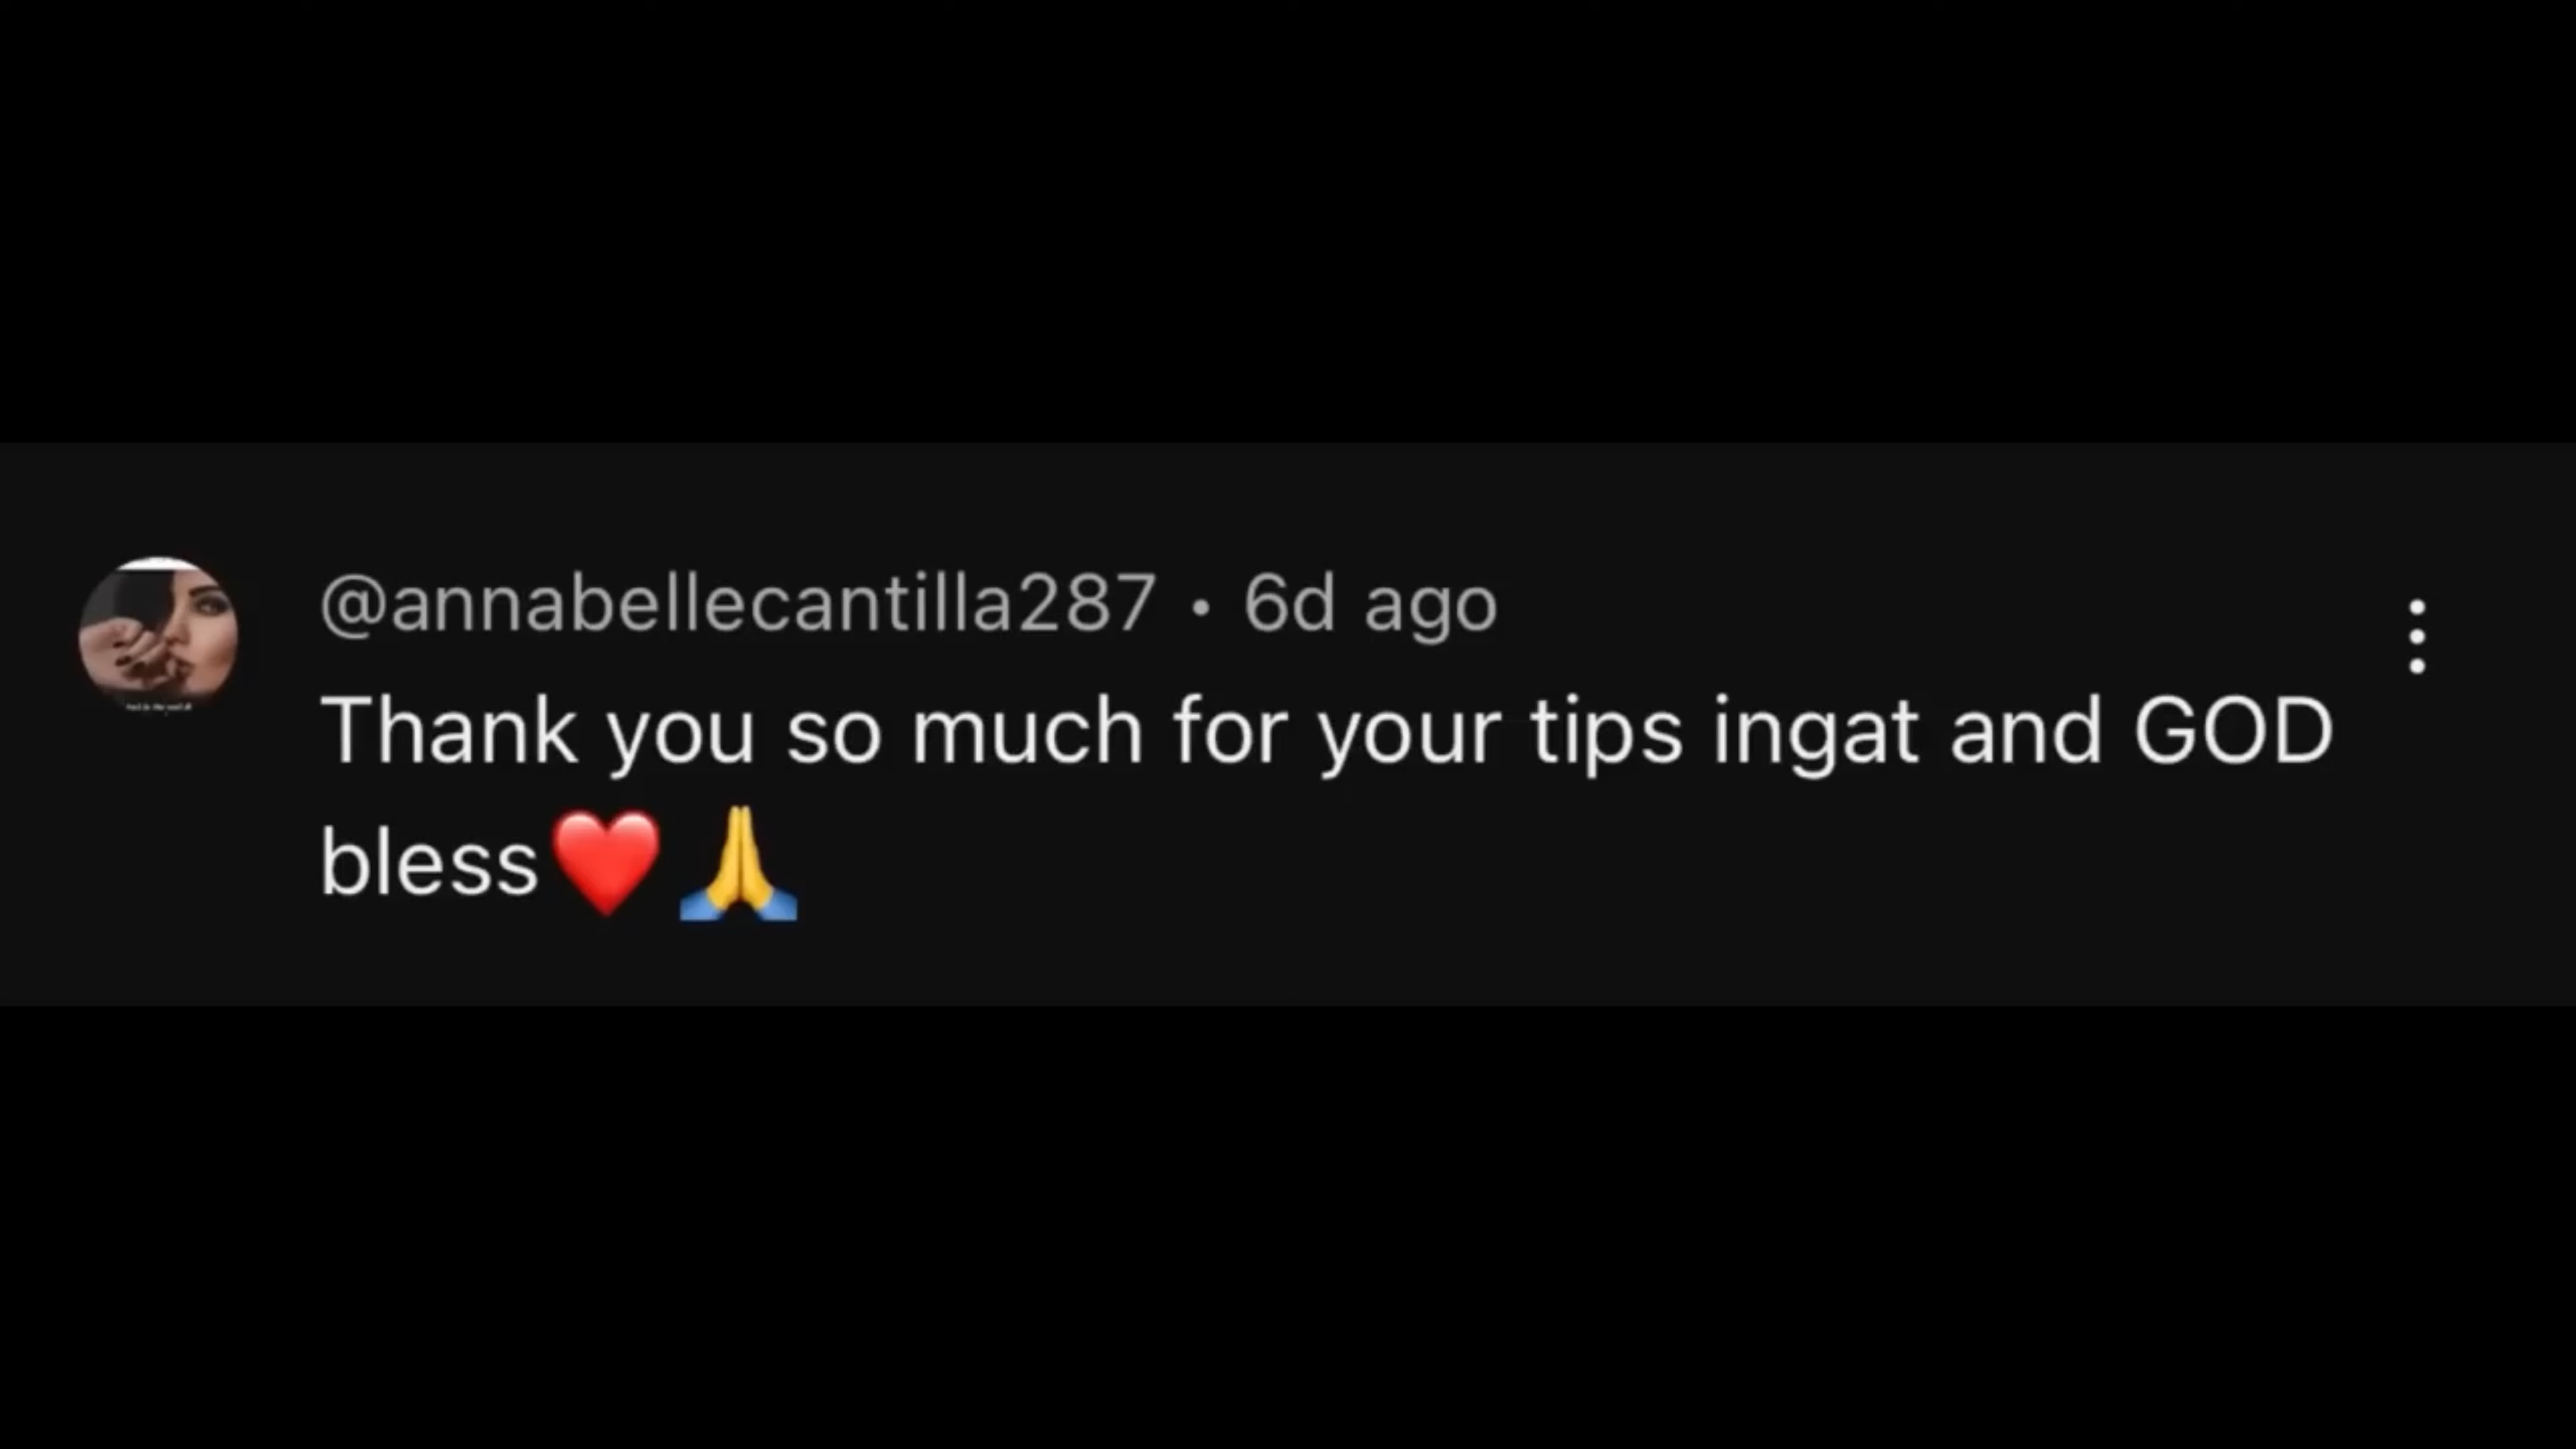 @annabellecantilla287 • 6d ago
Thank you so much for your tips ingat and GOD
bless❤️🙏